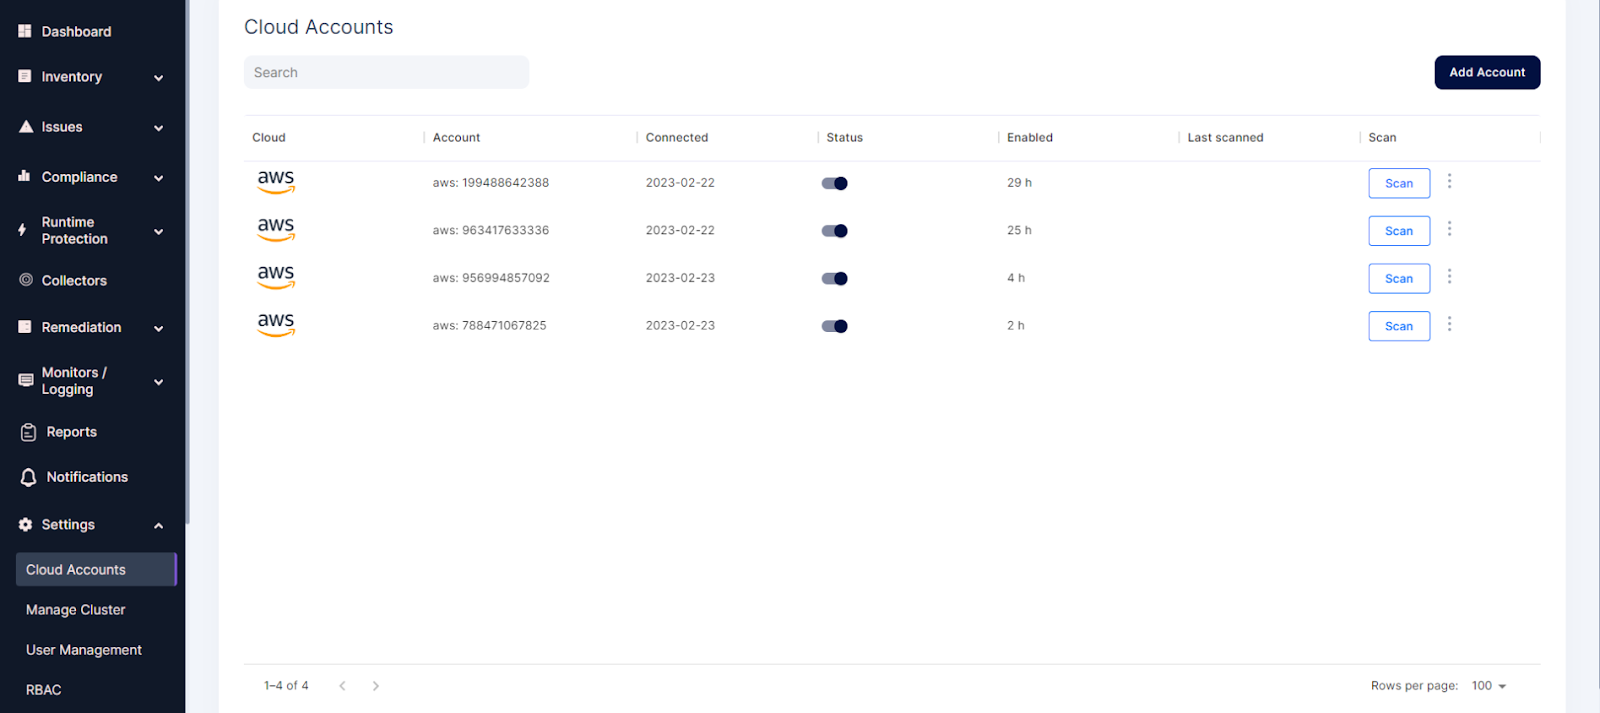 Dashboard
Inventory
Issues
Compliance
Runtime
Protection
Collectors
Remediation
Monitors /
Logging
Reports
Notifications
Settings
Cloud Accounts
Manage Cluster
User Management
RBAC
Cloud Accounts
Search
Add Account
Cloud Account Connected Status Enabled Last scanned Scan
aws aws: 199488642388 2023-02-22 29 h Scan
aws aws: 963417633336 2023-02-22 25 h Scan
aws aws: 956994857092 2023-02-23 4 h Scan
aws aws: 788471067825 2023-02-23 2 h Scan
1–4 of 4 Rows per page: 100